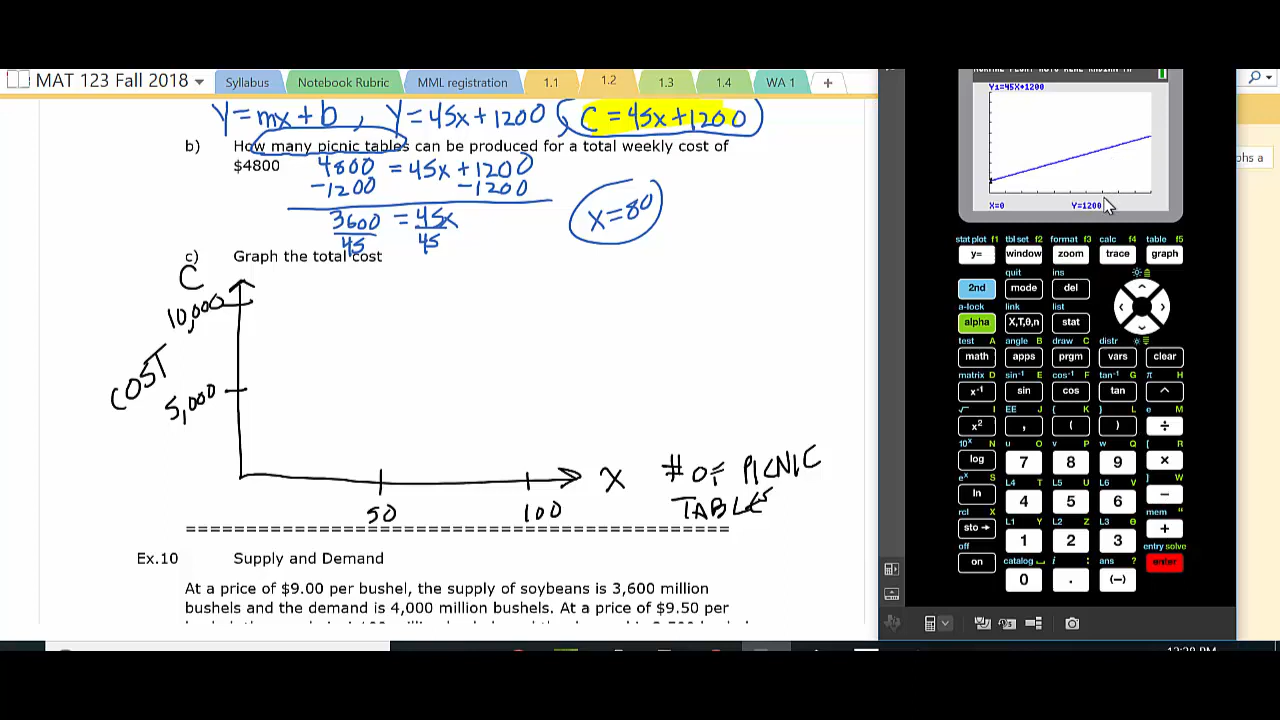 MAT 123 Fall 2018
Syllabus
Notebook Rubric
MML registration
1.1
1.2
1.3
1.4
WA 1
+
Y=mx+b, Y=45x+1200, C=45x+1200
b) How many picnic tables can be produced for a total weekly cost of
$4800
4800 = 45x+1200
-1200 -1200
3600 = 45x
45 45
x=80
c) Graph the total cost
C
10,000
COST
5,000
50
100
X
# OF PICNIC
TABLES
Ex.10 Supply and Demand
At a price of $9.00 per bushel, the supply of soybeans is 3,600 million
bushels and the demand is 4,000 million bushels. At a price of $9.50 per
phs a
Y1=45X+1200
X=0 Y=1200
stat plot f1 tbl set f2 format f3 calc f4 table f5
y= window zoom trace graph
quit ins
2nd mode del
a-lock link list
alpha X,T,θ,n stat
test A angle B draw C distr
math apps prgm vars clear
matrix D sin⁻¹ E cos⁻¹ F tan⁻¹ G π H
x⁻¹ sin cos tan ^
√ I EE J { K } L e M
x² , ( ) ÷
10ˣ N u O v P w Q [ R
log 7 8 9 ×
eˣ S L4 T L5 U L6 V ] W
ln 4 5 6 −
rcl X L1 Y L2 Z L3 θ mem "
sto→ 1 2 3 +
off catalog i : ans ? entry solve
on 0 . (−) enter